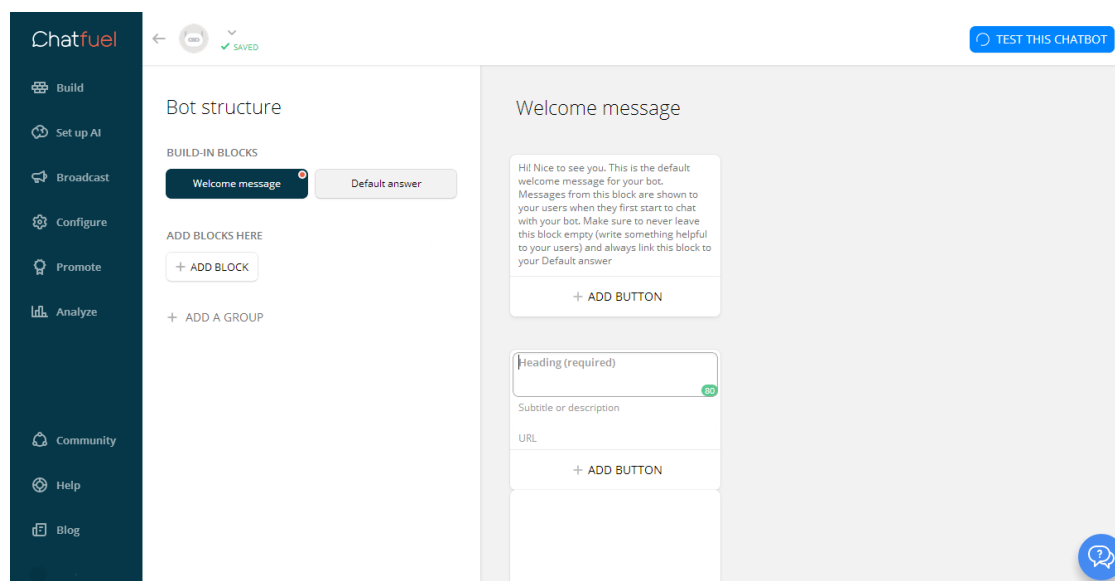 Chatfuel
SAVED
TEST THIS CHATBOT
Build
Set up AI
Broadcast
Configure
Promote
Analyze
Community
Help
Blog
Bot structure
BUILD-IN BLOCKS
Welcome message
Default answer
ADD BLOCKS HERE
+ ADD BLOCK
+ ADD A GROUP
Welcome message
Hi! Nice to see you. This is the default
welcome message for your bot.
Messages from this block are shown to
your users when they first start to chat
with your bot. Make sure to never leave
this block empty (write something helpful
to your users) and always link this block to
your Default answer
+ ADD BUTTON
Heading (required)
80
Subtitle or description
URL
+ ADD BUTTON